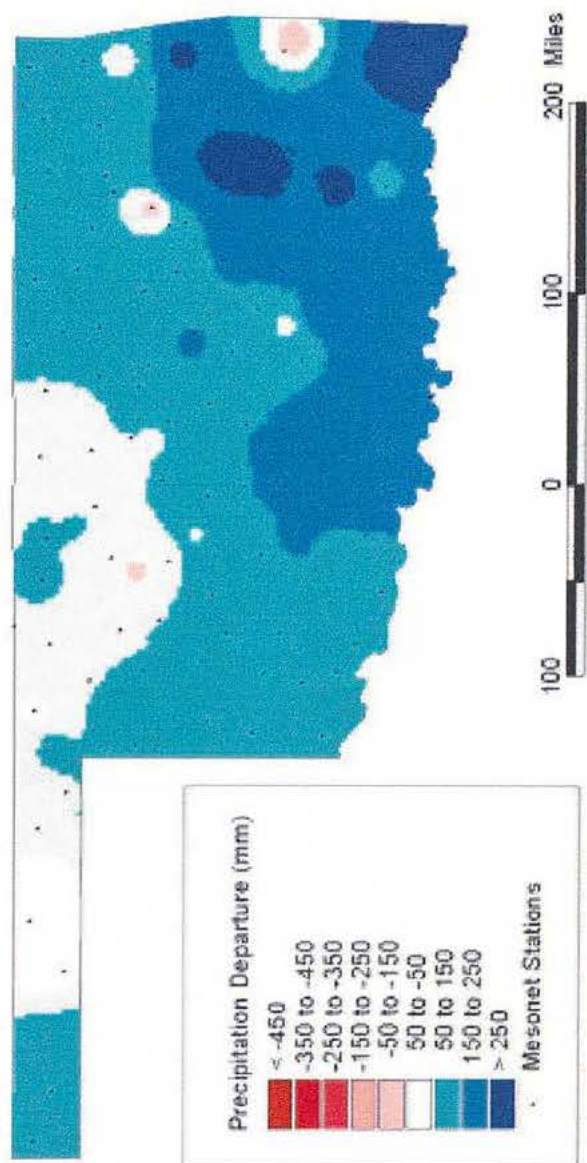 Precipitation Departure (mm)
< -450
-350 to -450
-250 to -350
-150 to -250
-50 to -150
50 to -50
50 to 150
150 to 250
> 250
Mesonet Stations
100 0 100 200 Miles